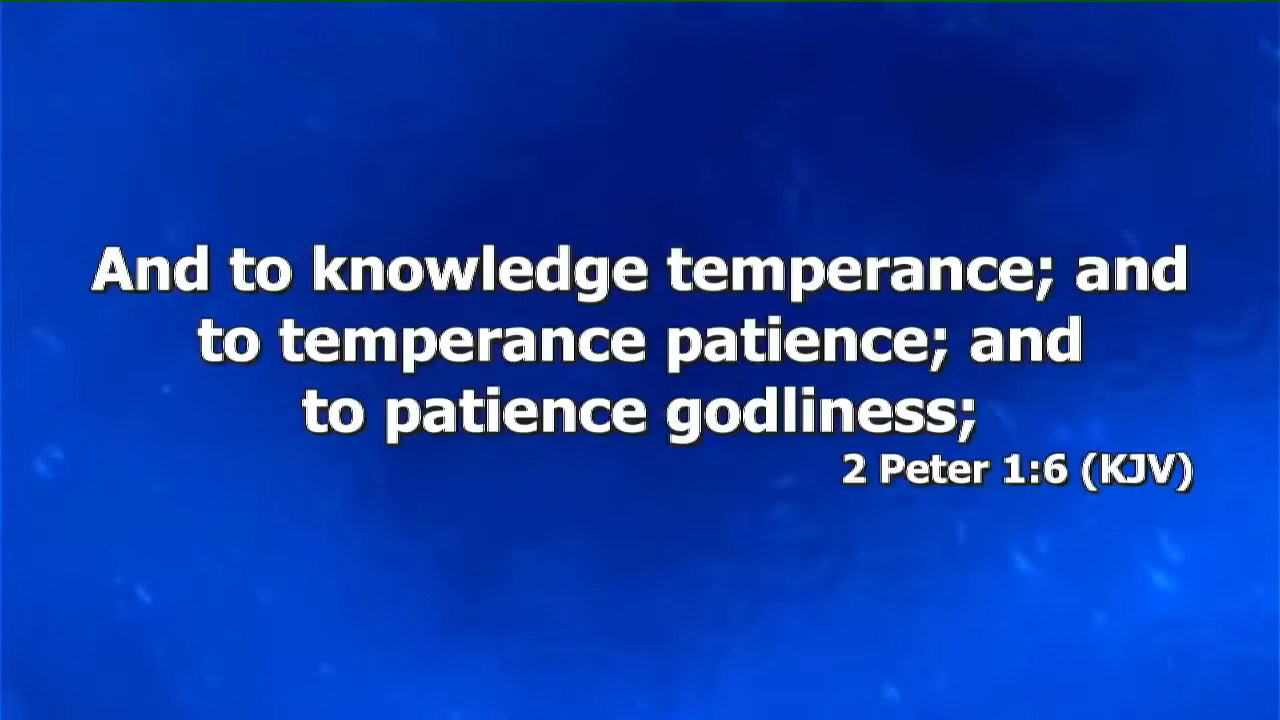 And to knowledge temperance; and
to temperance patience; and
to patience godliness;
2 Peter 1:6 (KJV)